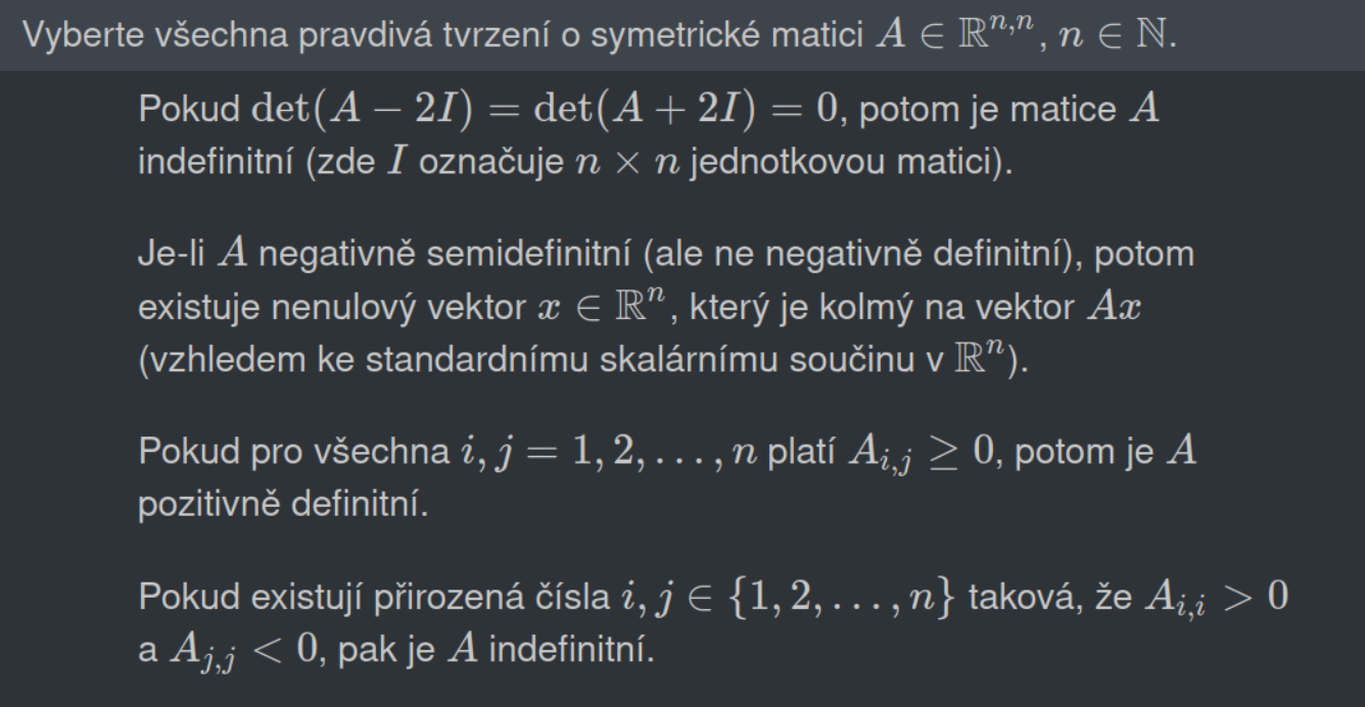 Vyberte všechna pravdivá tvrzení o symetrické matici A ∈ ℝ^{n,n}, n ∈ ℕ.
Pokud det(A − 2I) = det(A + 2I) = 0, potom je matice A
indefinitní (zde I označuje n × n jednotkovou matici).
Je-li A negativně semidefinitní (ale ne negativně definitní), potom
existuje nenulový vektor x ∈ ℝ^n, který je kolmý na vektor Ax
(vzhledem ke standardnímu skalárnímu součinu v ℝ^n).
Pokud pro všechna i, j = 1, 2, . . . , n platí A_{i,j} ≥ 0, potom je A
pozitivně definitní.
Pokud existují přirozená čísla i, j ∈ {1, 2, . . . , n} taková, že A_{i,i} > 0
a A_{j,j} < 0, pak je A indefinitní.